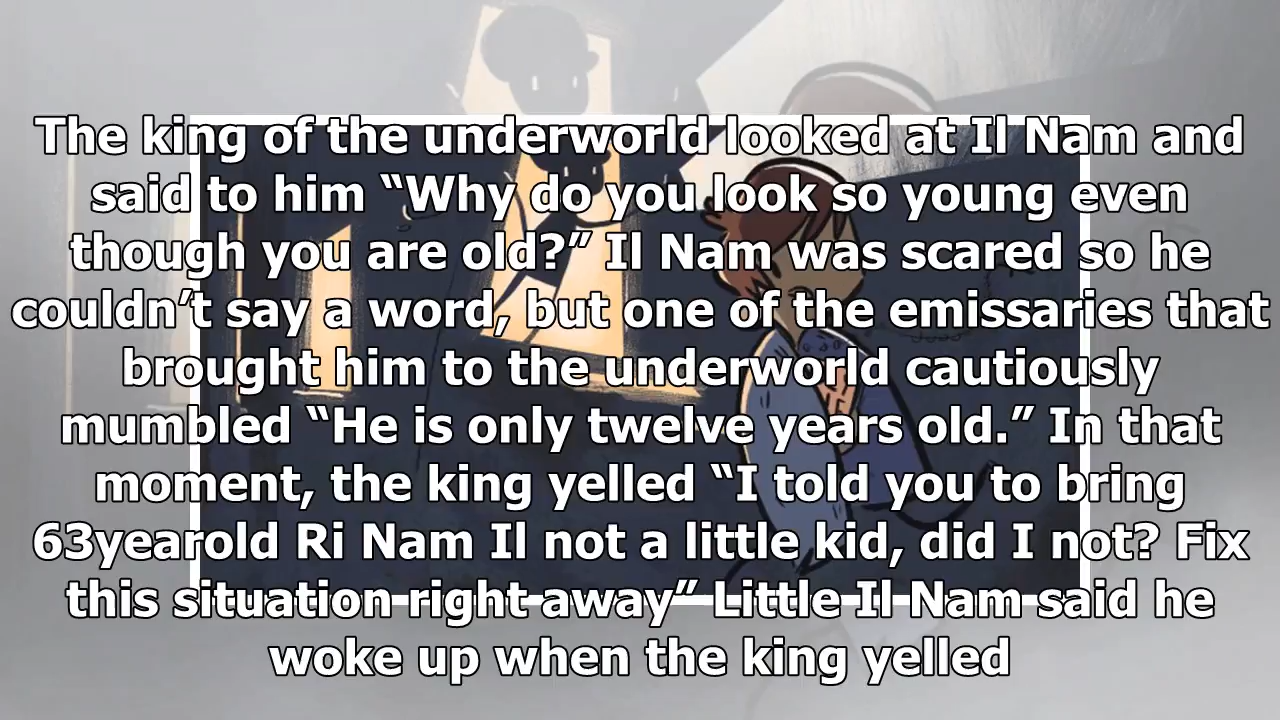 The king of the underworld looked at Il Nam and
said to him “Why do you look so young even
though you are old?” Il Nam was scared so he
couldn’t say a word, but one of the emissaries that
brought him to the underworld cautiously
mumbled “He is only twelve years old.” In that
moment, the king yelled “I told you to bring
63yearold Ri Nam Il not a little kid, did I not? Fix
this situation right away” Little Il Nam said he
woke up when the king yelled